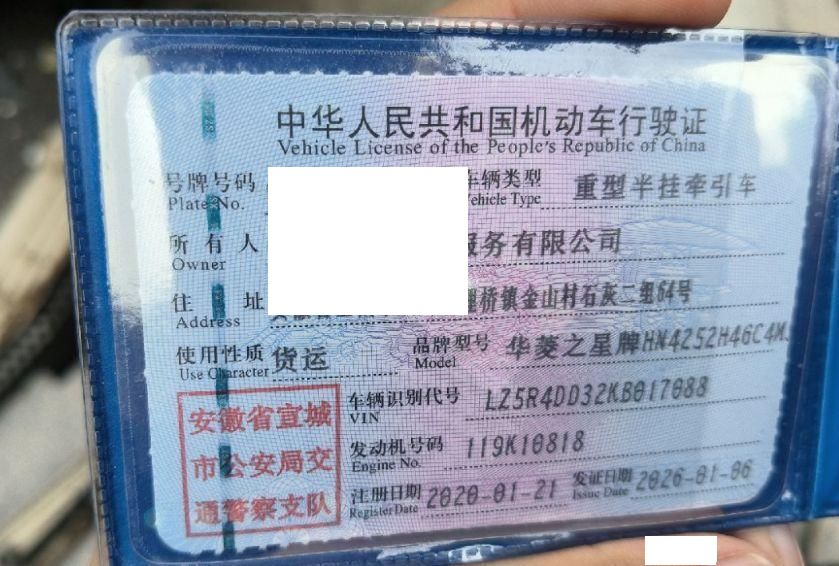 中华人民共和国机动车行驶证
Vehicle License of the People's Republic of China
号牌号码 车辆类型 重型半挂牵引车
Plate No. Vehicle Type
所有人 服务有限公司
Owner
住址 桥镇金山村石灰二组64号
Address
使用性质 货运 品牌型号 华菱之星牌HN4252H46C4M
Use Character Model
安徽省宣城
市公安局交
通警察支队
车辆识别代号 LZ5R4DD32KB017088
VIN
发动机号码 119K10818
Engine No.
注册日期 2020-01-21 发证日期 2026-01-06
Register Date Issue Date